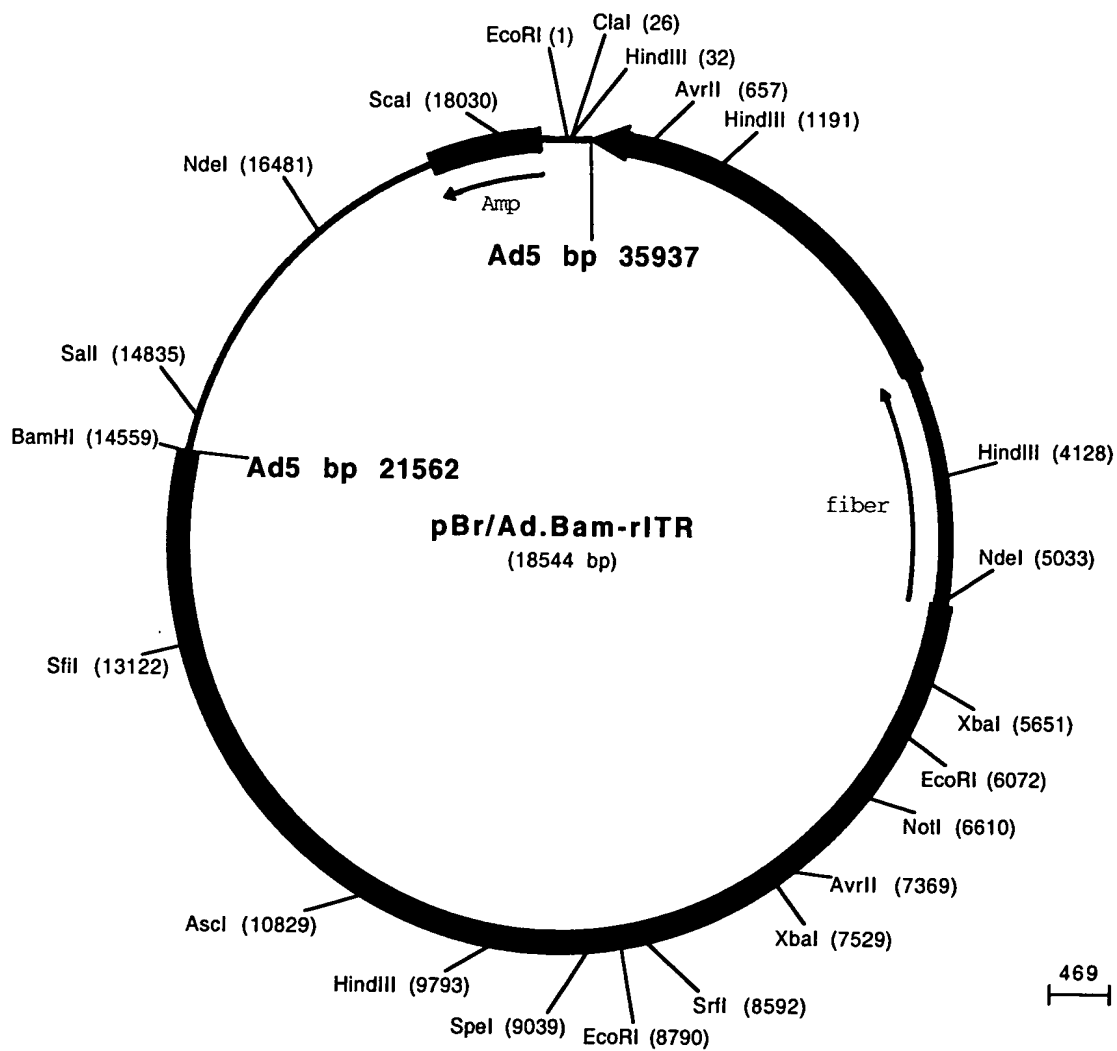 ClaI (26)
EcoRI (1)
HindIII (32)
ScaI (18030)
AvrII (657)
HindIII (1191)
NdeI (16481)
Amp
Ad5 bp 35937
SalI (14835)
BamHI (14559)
Ad5 bp 21562
HindIII (4128)
fiber
pBr/Ad.Bam-rITR
(18544 bp)
NdeI (5033)
SfiI (13122)
XbaI (5651)
EcoRI (6072)
NotI (6610)
AvrII (7369)
AscI (10829)
XbaI (7529)
HindIII (9793)
469
SrfI (8592)
SpeI (9039)
EcoRI (8790)